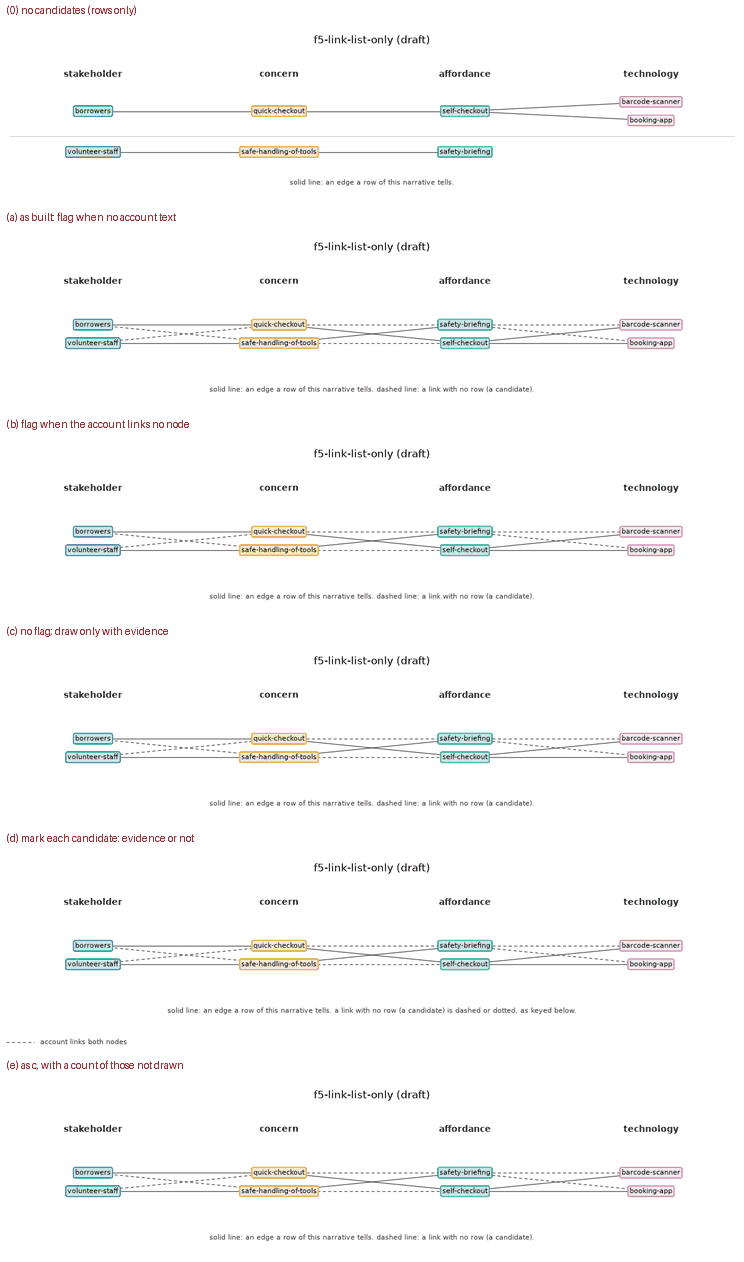 (0) no candidates (rows only)
f5-link-list-only (draft)
stakeholder concern affordance technology
barcode-scanner
borrowers quick-checkout self-checkout
booking-app
volunteer-staff safe-handling-of-tools safety-briefing
solid line: an edge a row of this narrative tells.
(a) as built: flag when no account text
f5-link-list-only (draft)
stakeholder concern affordance technology
borrowers quick-checkout safety-briefing barcode-scanner
volunteer-staff safe-handling-of-tools self-checkout booking-app
solid line: an edge a row of this narrative tells. dashed line: a link with no row (a candidate).
(b) flag when the account links no node
f5-link-list-only (draft)
stakeholder concern affordance technology
borrowers quick-checkout safety-briefing barcode-scanner
volunteer-staff safe-handling-of-tools self-checkout booking-app
solid line: an edge a row of this narrative tells. dashed line: a link with no row (a candidate).
(c) no flag; draw only with evidence
f5-link-list-only (draft)
stakeholder concern affordance technology
borrowers quick-checkout safety-briefing barcode-scanner
volunteer-staff safe-handling-of-tools self-checkout booking-app
solid line: an edge a row of this narrative tells. dashed line: a link with no row (a candidate).
(d) mark each candidate: evidence or not
f5-link-list-only (draft)
stakeholder concern affordance technology
borrowers quick-checkout safety-briefing barcode-scanner
volunteer-staff safe-handling-of-tools self-checkout booking-app
solid line: an edge a row of this narrative tells. a link with no row (a candidate) is dashed or dotted, as keyed below.
account links both nodes
(e) as c, with a count of those not drawn
f5-link-list-only (draft)
stakeholder concern affordance technology
borrowers quick-checkout safety-briefing barcode-scanner
volunteer-staff safe-handling-of-tools self-checkout booking-app
solid line: an edge a row of this narrative tells. dashed line: a link with no row (a candidate).